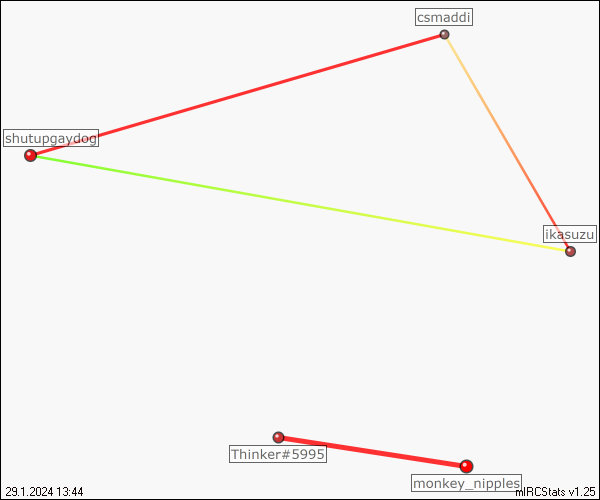 csmaddi
shutupgaydog
ikasuzu
Thinker#5995
monkey_nipples
29.1.2024 13:44
mIRCStats v1.25